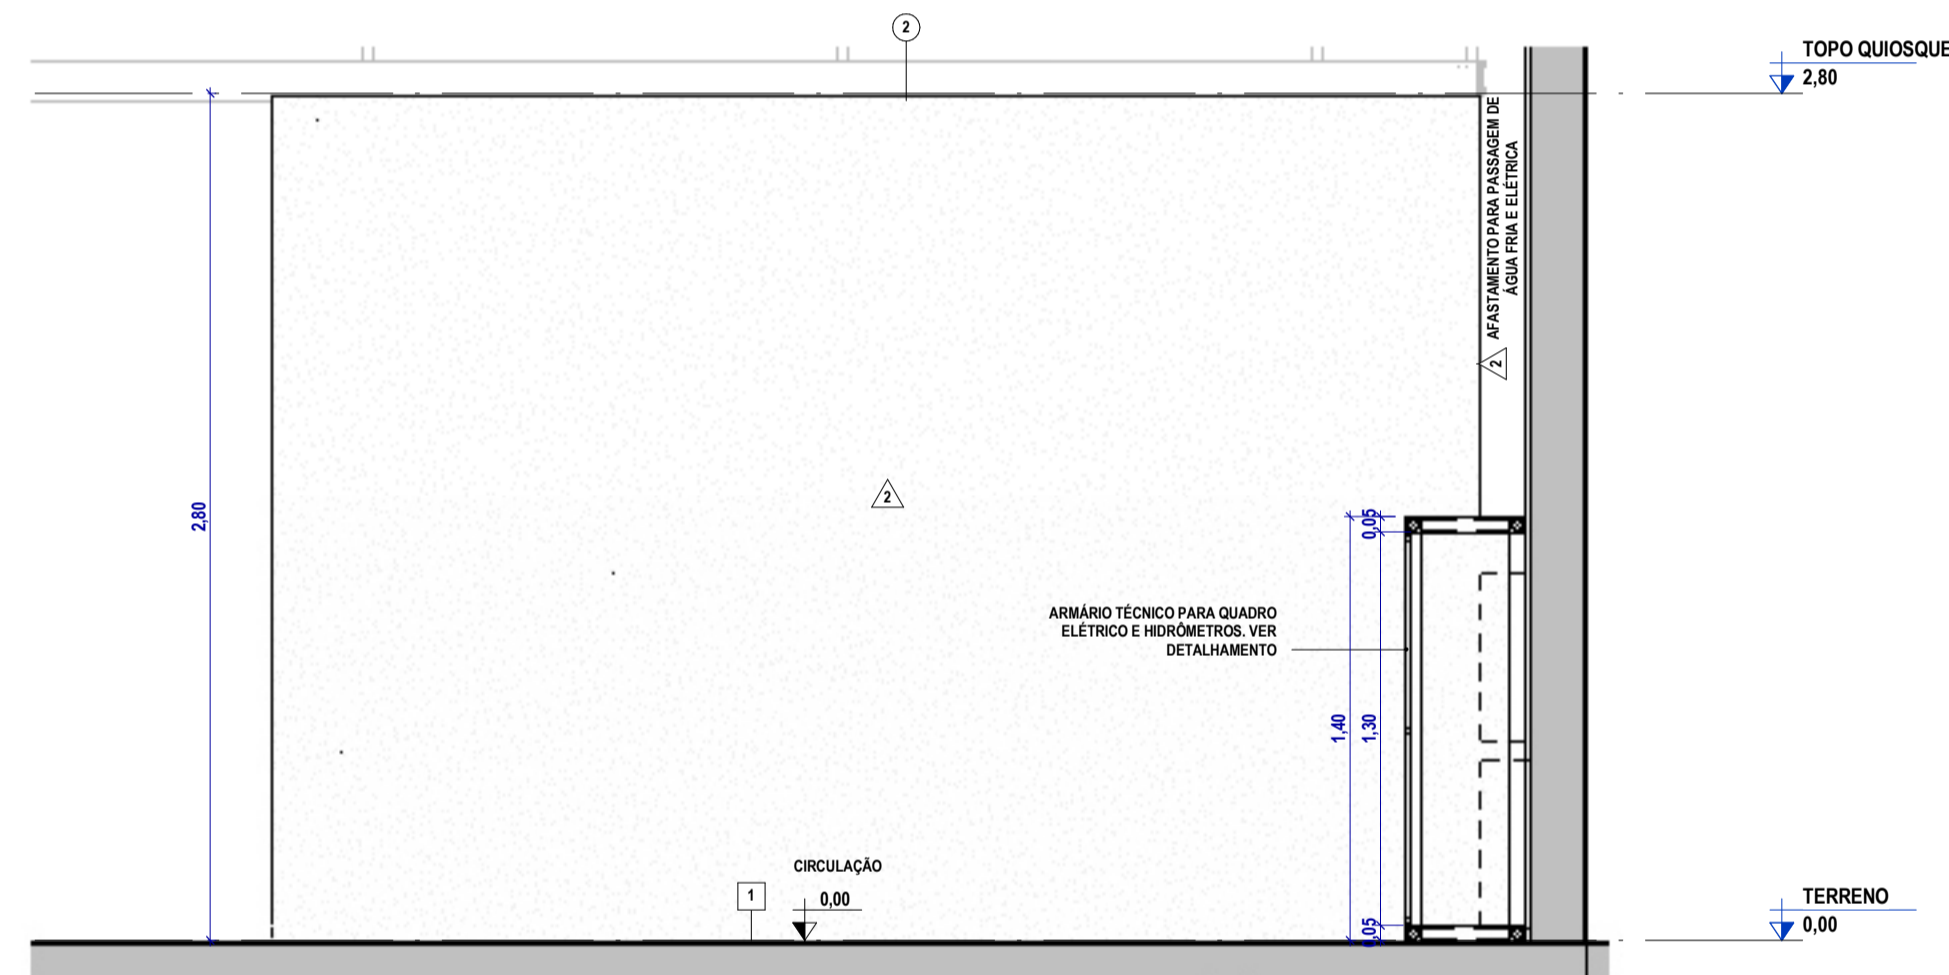 2
TOPO QUIOSQUE
2,80
AFASTAMENTO PARA PASSAGEM DE
ÁGUA FRIA E ELÉTRICA
2
2
2,80
0,05
ARMÁRIO TÉCNICO PARA QUADRO
ELÉTRICO E HIDRÔMETROS. VER
DETALHAMENTO
1,40
1,30
CIRCULAÇÃO
1
0,00
0,05
TERRENO
0,00